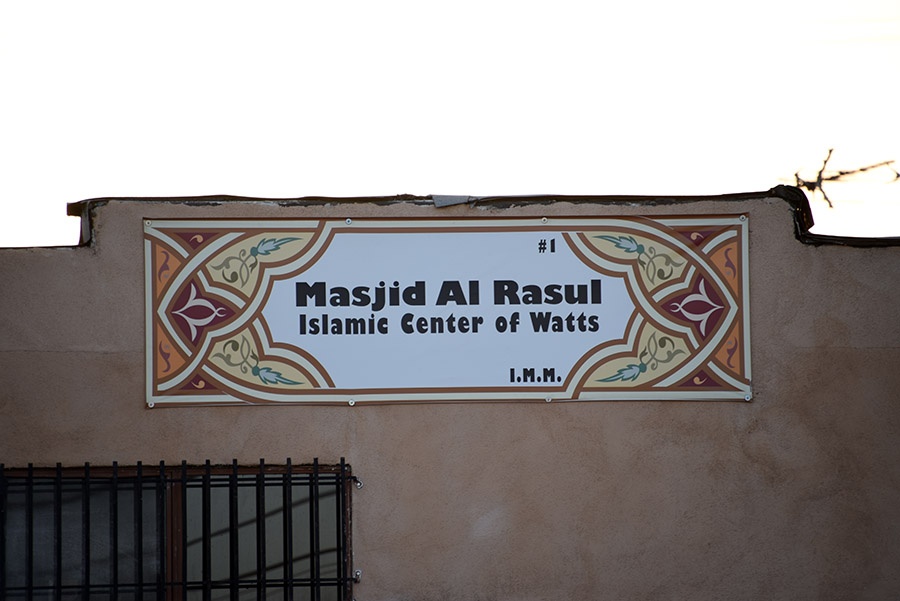 #1
Masjid Al Rasul
Islamic Center of Watts
I.M.M.